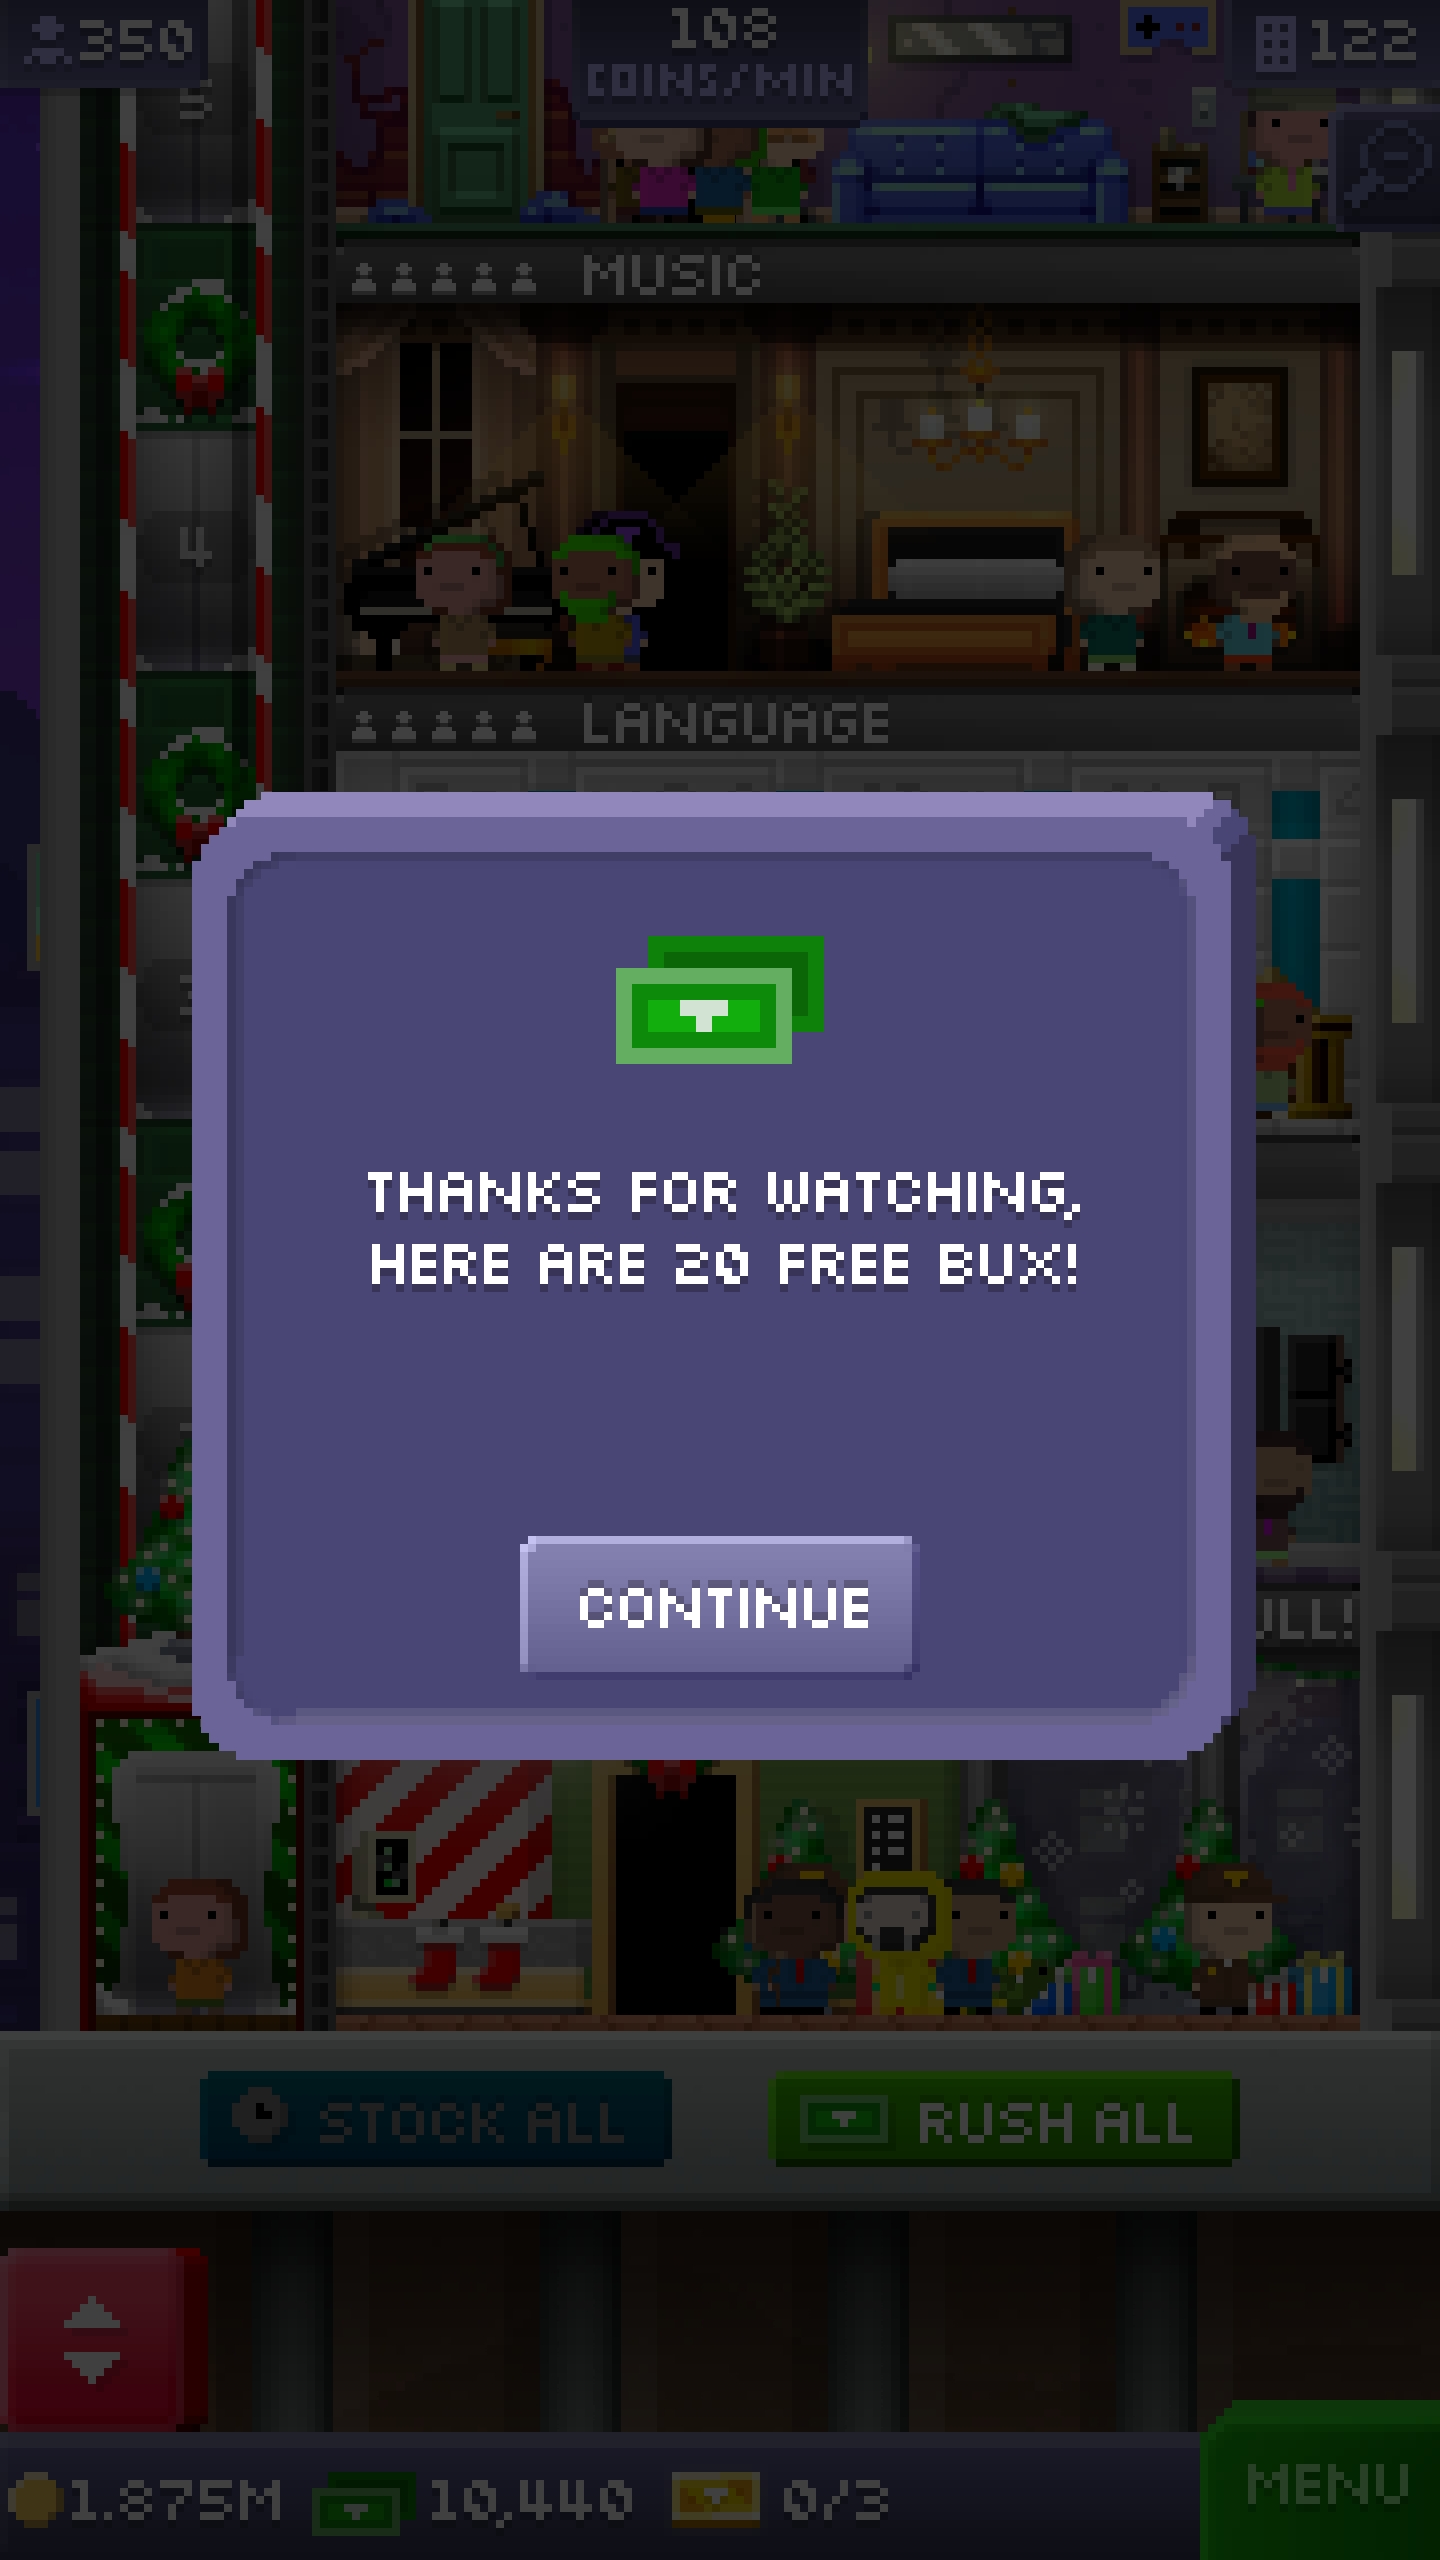 350
108
COINS/MIN
122
5
MUSIC
4
LANGUAGE
THANKS FOR WATCHING,
HERE ARE 20 FREE BUX!
CONTINUE
STOCK ALL
RUSH ALL
1.875M
10,440
0/3
MENU